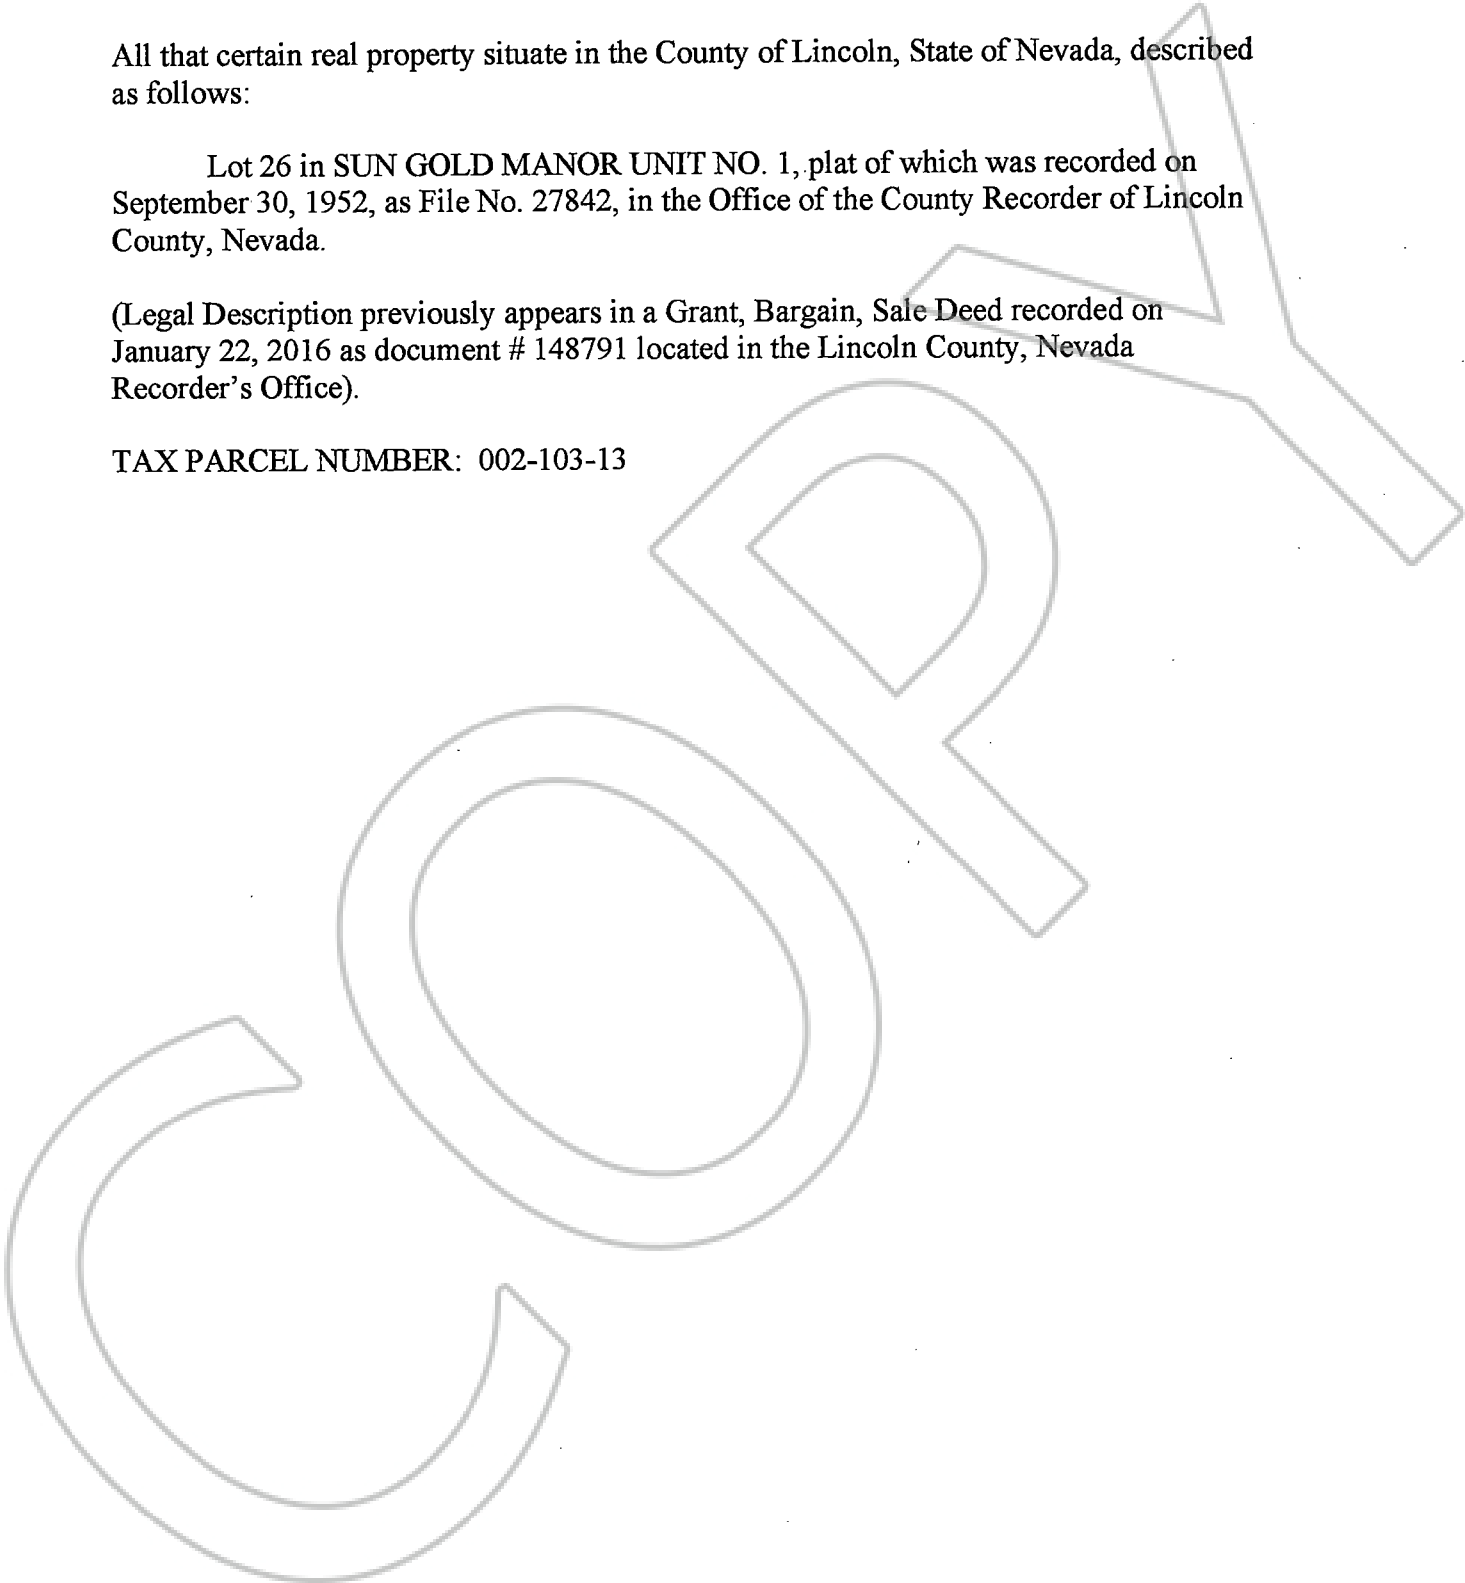 All that certain real property situate in the County of Lincoln, State of Nevada, described
as follows:
Lot 26 in SUN GOLD MANOR UNIT NO. 1, plat of which was recorded on
September 30, 1952, as File No. 27842, in the Office of the County Recorder of Lincoln
County, Nevada.
(Legal Description previously appears in a Grant, Bargain, Sale Deed recorded on
January 22, 2016 as document # 148791 located in the Lincoln County, Nevada
Recorder’s Office).
TAX PARCEL NUMBER: 002-103-13
COPY